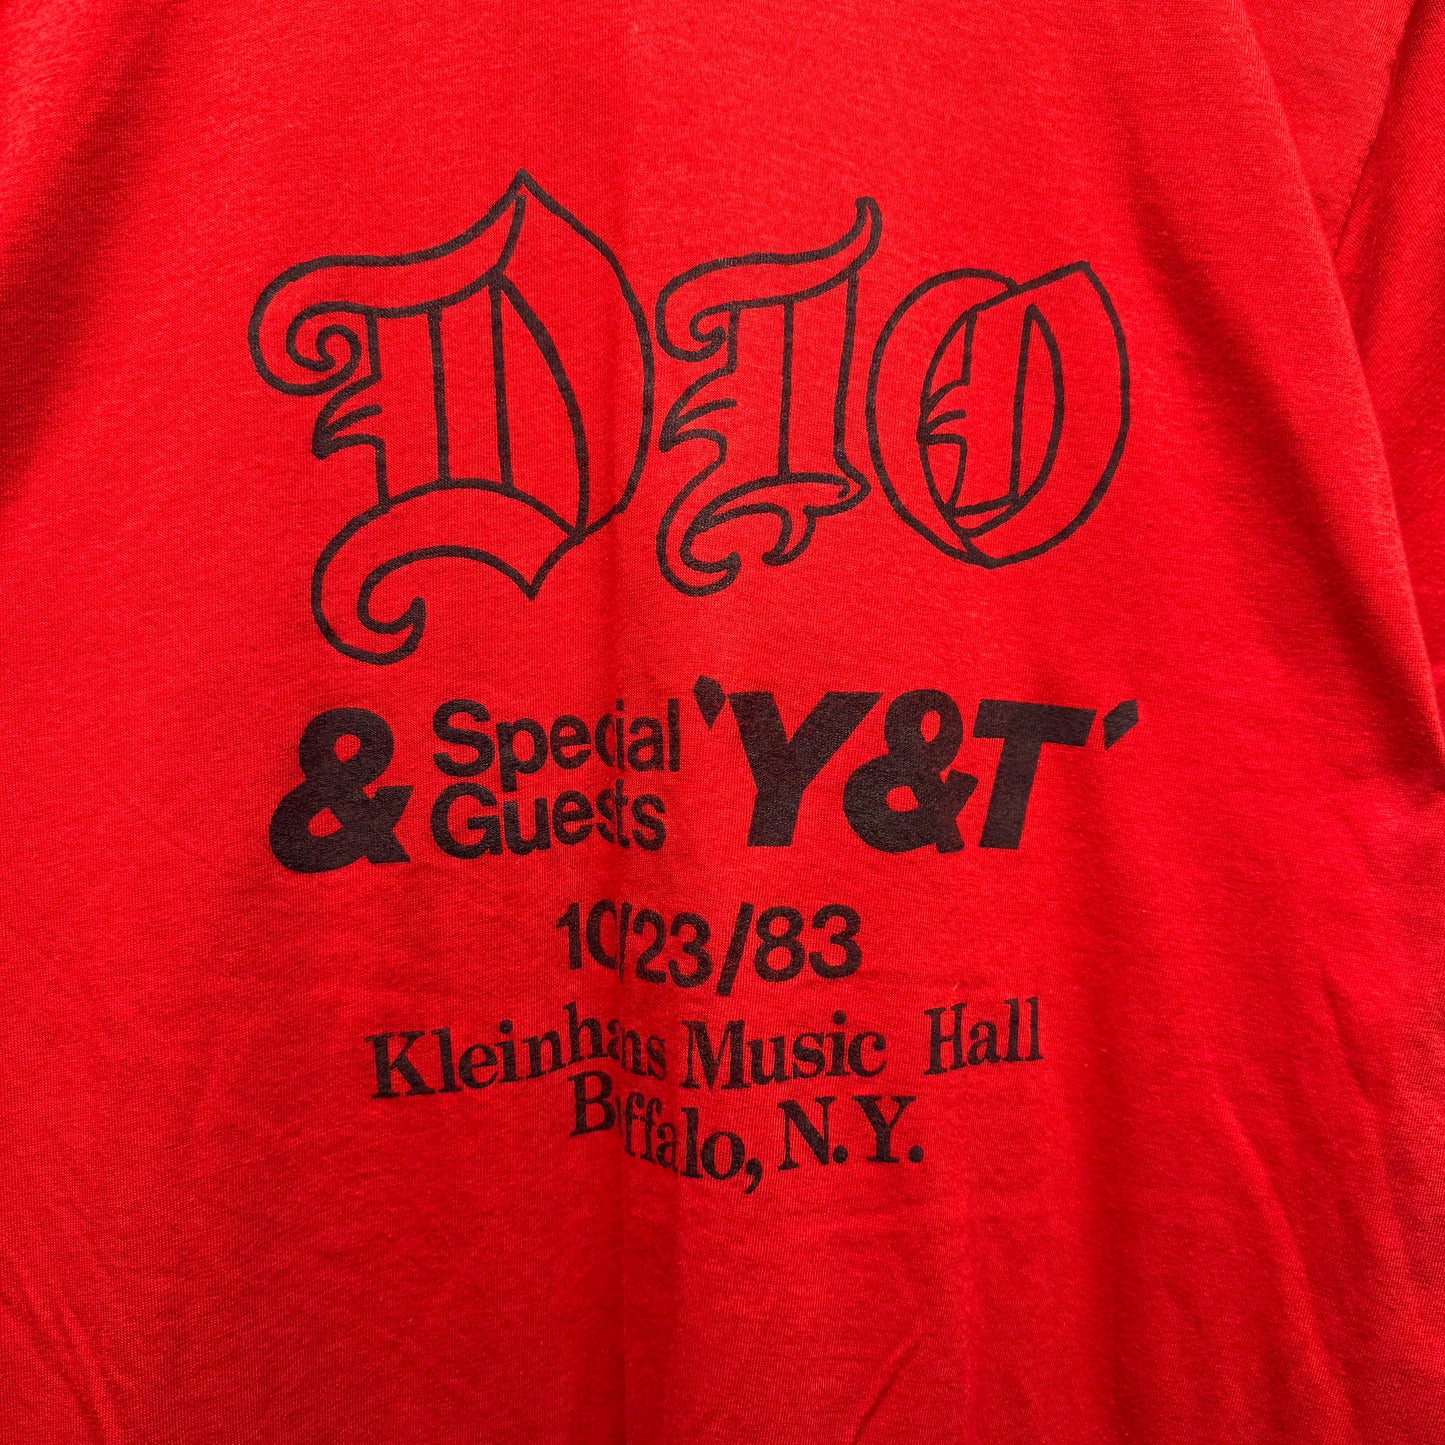 DIO
& Special Guests 'Y&T'
10/23/83
Kleinhans Music Hall
Buffalo, N.Y.